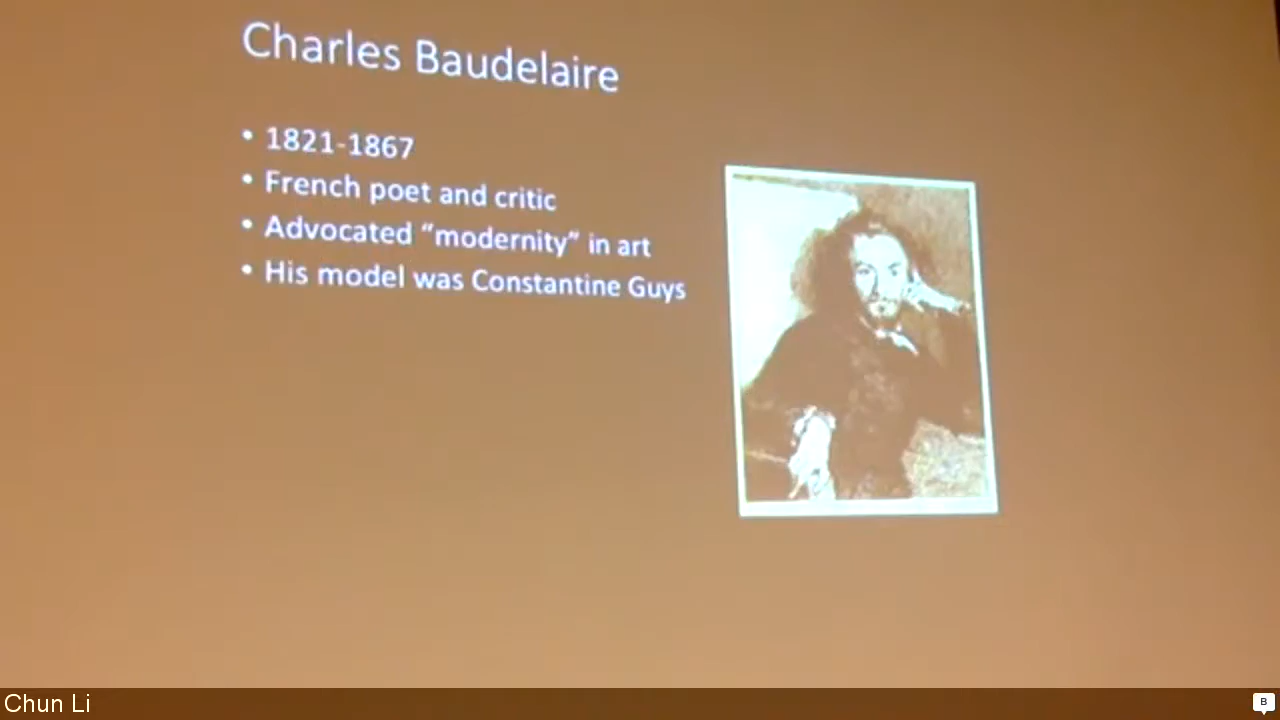 Charles Baudelaire
• 1821-1867
• French poet and critic
• Advocated “modernity” in art
• His model was Constantine Guys
Chun Li
B